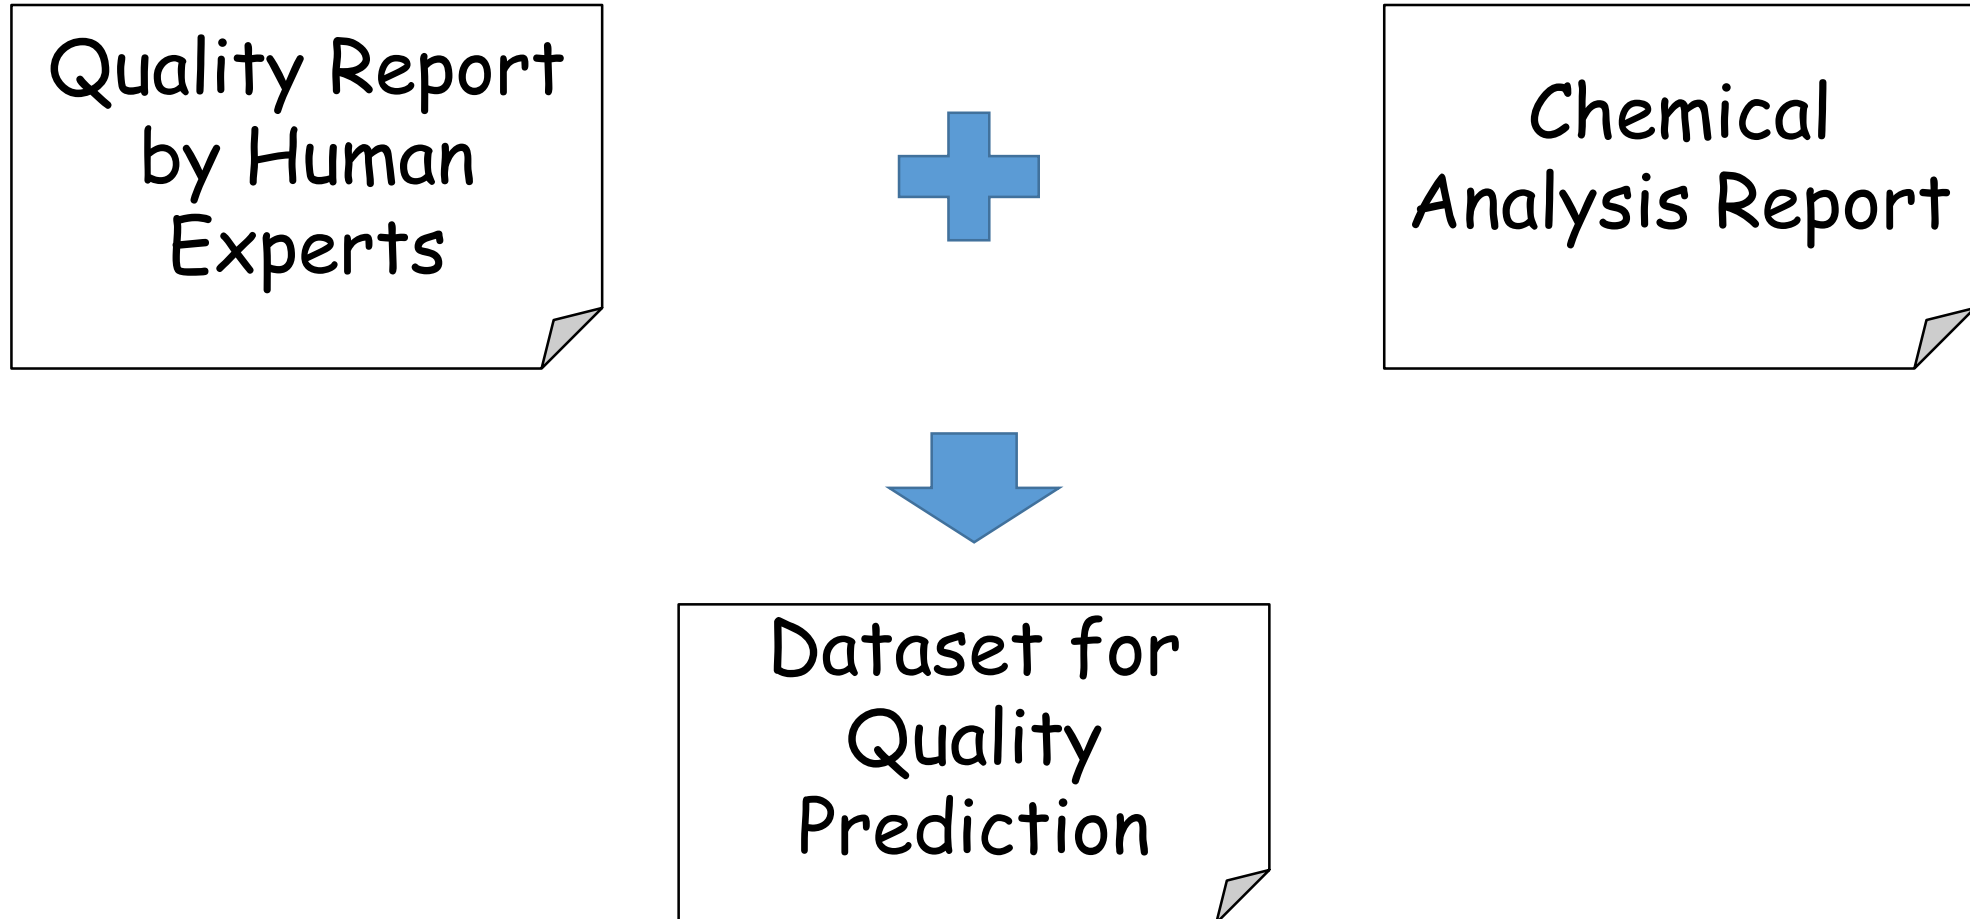 Quality Report
by Human
Experts
Chemical
Analysis Report
Dataset for
Quality
Prediction